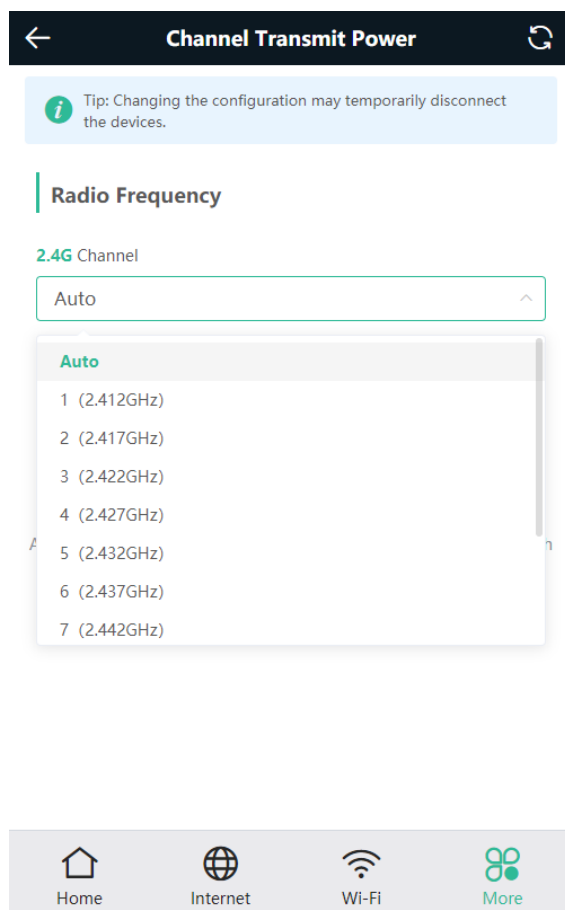 Channel Transmit Power
i
Tip: Changing the configuration may temporarily disconnect
the devices.
Radio Frequency
2.4G Channel
Auto
Auto
1 (2.412GHz)
2 (2.417GHz)
3 (2.422GHz)
4 (2.427GHz)
5 (2.432GHz)
6 (2.437GHz)
7 (2.442GHz)
Home Internet Wi-Fi More